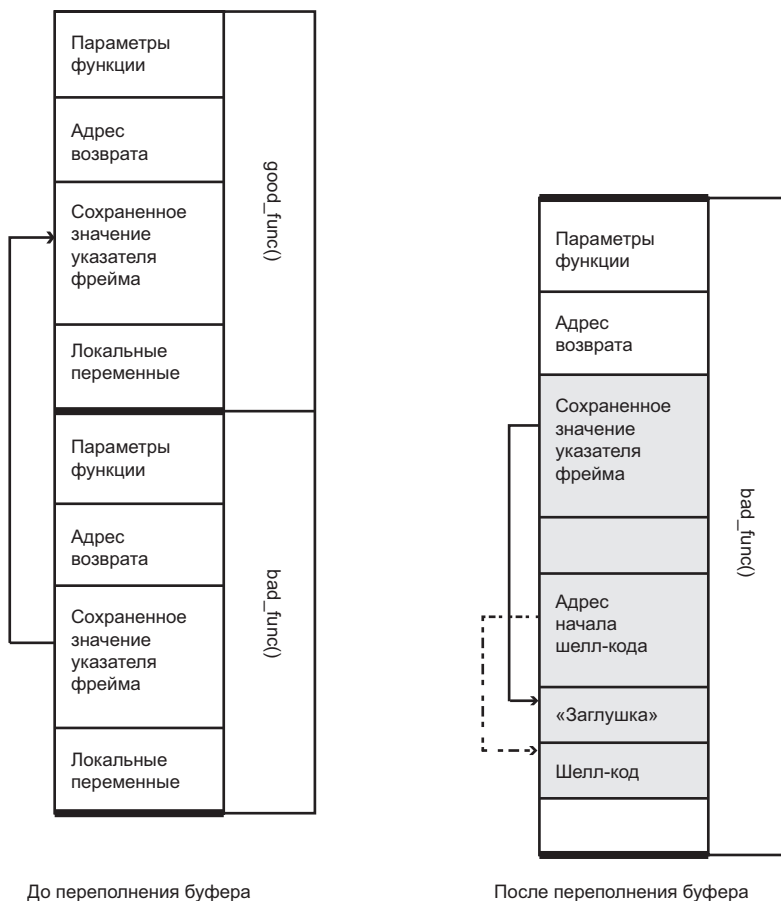 Параметры
функции
Адрес
возврата
Сохраненное
значение
указателя
фрейма
Локальные
переменные
good_func()
Параметры
функции
Адрес
возврата
Сохраненное
значение
указателя
фрейма
Локальные
переменные
bad_func()
До переполнения буфера
Параметры
функции
Адрес
возврата
Сохраненное
значение
указателя
фрейма
Адрес
начала
шелл-кода
«Заглушка»
Шелл-код
bad_func()
После переполнения буфера